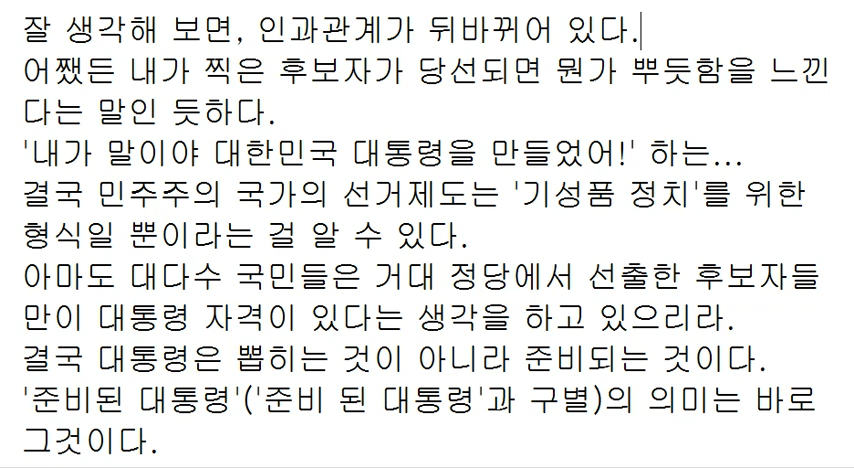 잘 생각해 보면, 인과관계가 뒤바뀌어 있다.
어쨌든 내가 찍은 후보자가 당선되면 뭔가 뿌듯함을 느낀
다는 말인 듯하다.
'내가 말이야 대한민국 대통령을 만들었어!' 하는...
결국 민주주의 국가의 선거제도는 '기성품 정치'를 위한
형식일 뿐이라는 걸 알 수 있다.
아마도 대다수 국민들은 거대 정당에서 선출한 후보자들
만이 대통령 자격이 있다는 생각을 하고 있으리라.
결국 대통령은 뽑히는 것이 아니라 준비되는 것이다.
'준비된 대통령'('준비 된 대통령'과 구별)의 의미는 바로
그것이다.